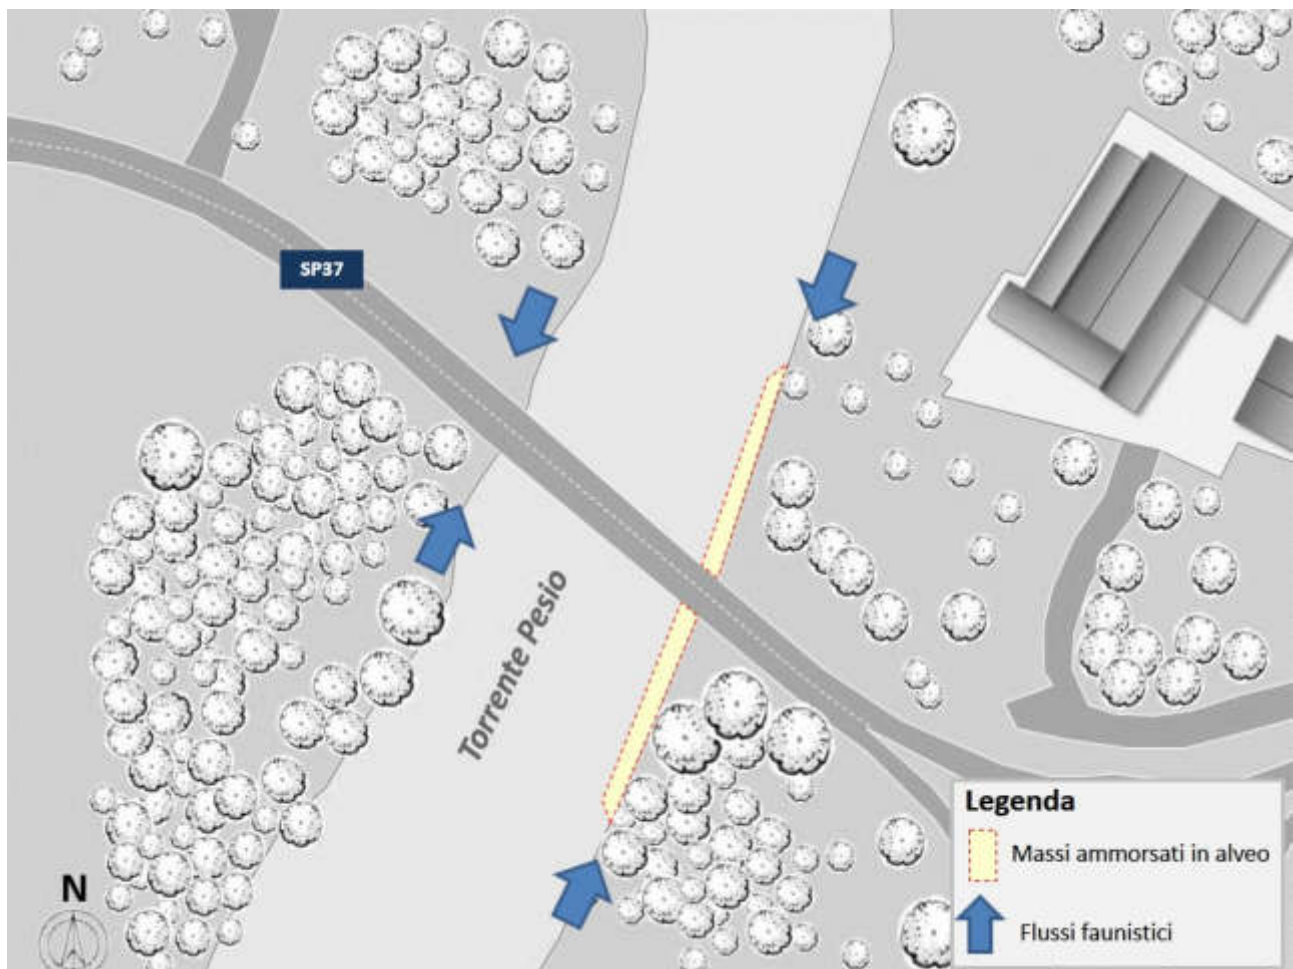 SP37
Torrente Pesio
N
Legenda
Massi ammorsati in alveo
Flussi faunistici